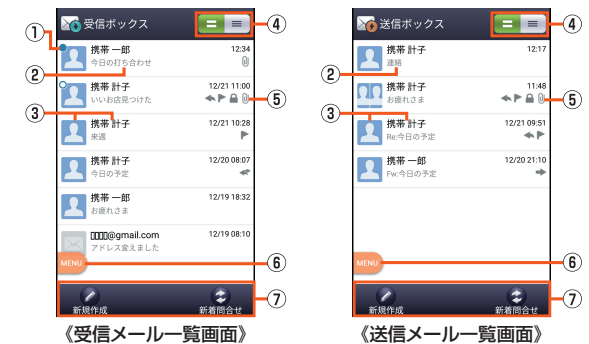 受信ボックス
④
①
携帯 一郎 12:34
②
今日の打ち合わせ
携帯 計子 12/21 11:00
いいお店見つけた
⑤
③
携帯 計子 12/21 10:28
来週
携帯 計子 12/20 08:07
今日の予定
携帯 一郎 12/19 18:32
お疲れさま
@gmail.com 12/19 08:10
アドレス変えました
MENU
⑥
⑦
新規作成 新着問合せ
《受信メール一覧画面》
送信ボックス
④
携帯 計子 12:17
②
連絡
携帯 計子 11:48
お疲れさま
⑤
③
携帯 計子 12/21 09:51
Re:今日の予定
携帯 一郎 12/20 21:10
Fw:今日の予定
MENU
⑥
⑦
新規作成 新着問合せ
《送信メール一覧画面》